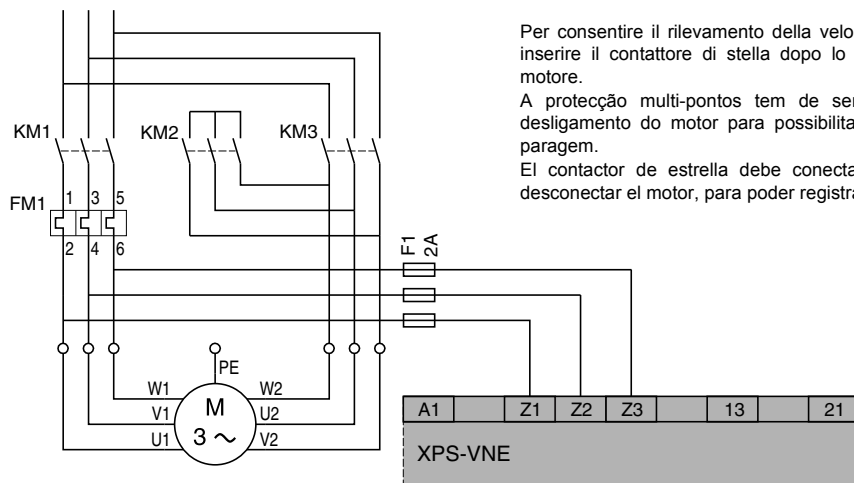 Per consentire il rilevamento della velo
inserire il contattore di stella dopo lo
motore.
A protecção multi-pontos tem de ser
desligamento do motor para possibilita
paragem.
El contactor de estrella debe conecta
desconectar el motor, para poder registra
KM1
KM2
KM3
FM1
1 3 5
2 4 6
F1
2A
PE
W1 W2
V1 M U2
3 ~
U1 V2
A1 Z1 Z2 Z3 13 21
XPS-VNE